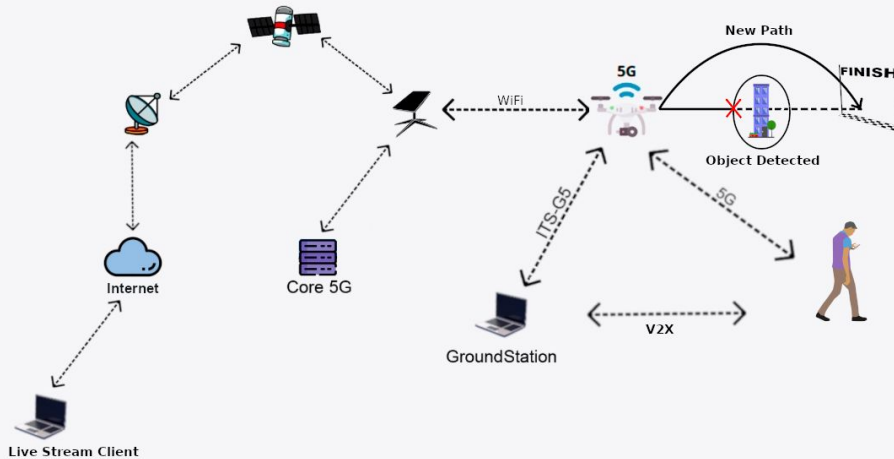 New Path
5G
FINISH
WiFi
Object Detected
ITS-G5
5G
Internet
Core 5G
V2X
GroundStation
Live Stream Client